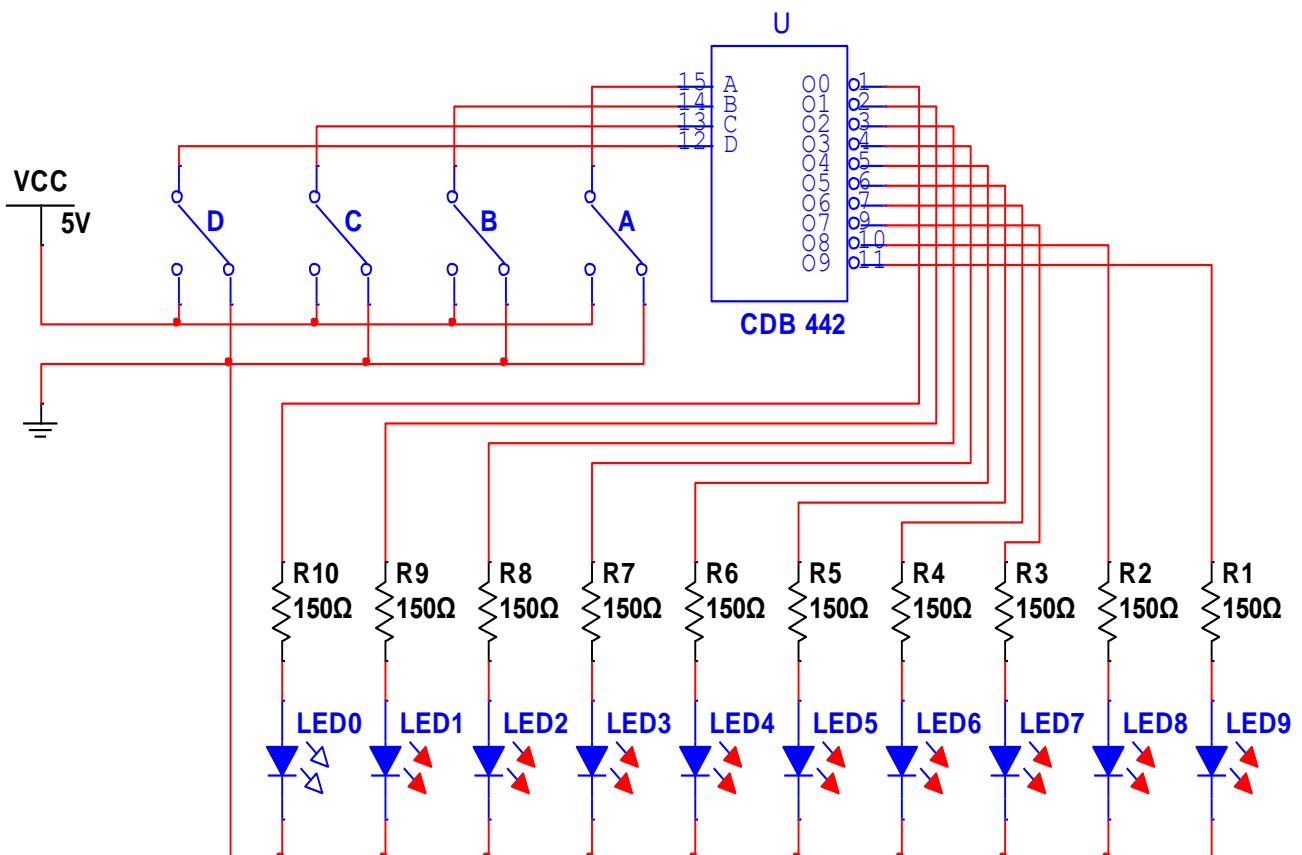 U
15 A O0 1
14 B O1 2
13 C O2 3
12 D O3 4
O4 5
O5 6
O6 7
O7 9
O8 10
O9 11
CDB 442
VCC
5V
D C B A
R10 R9 R8 R7 R6 R5 R4 R3 R2 R1
150Ω 150Ω 150Ω 150Ω 150Ω 150Ω 150Ω 150Ω 150Ω 150Ω
LED0 LED1 LED2 LED3 LED4 LED5 LED6 LED7 LED8 LED9